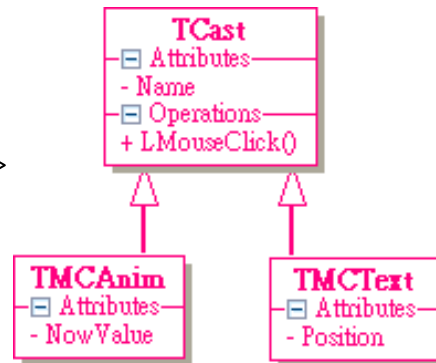 TCast
Attributes
- Name
Operations
+ LMouseClick()
>
TMCAnim
Attributes
- NowValue
TMCText
Attributes
- Position